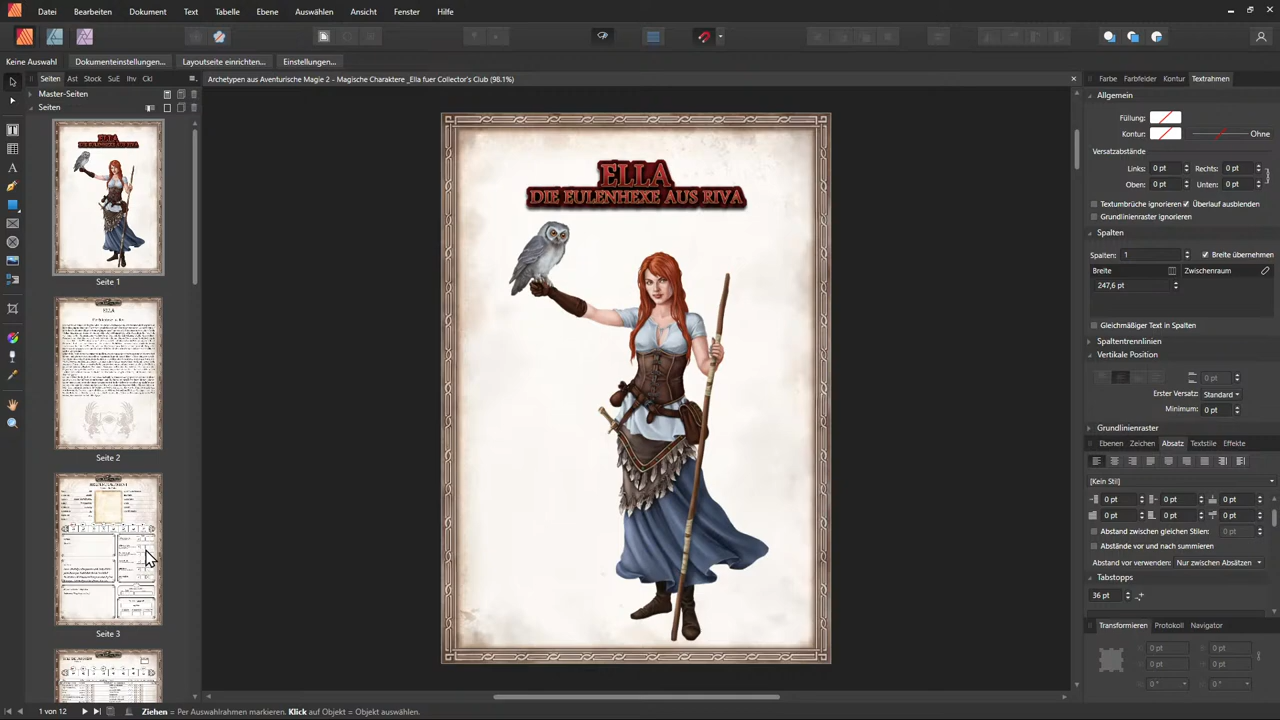 Datei Bearbeiten Dokument Text Tabelle Ebene Auswählen Ansicht Fenster Hilfe
Keine Auswahl Dokumenteinstellungen... Layoutseite einrichten... Einstellungen...
Seiten Ast Stock SuE Inv Ckl
Archetypen aus Aventurische Magie 2 - Magische Charaktere _Ella fuer Collector's Club (98.1%)
Farbe Farbfelder Kontur Textrahmen
Master-Seiten
Seiten
Seite 1
ELLA
Seite 2
Seite 3
ELLA
DIE EULENHEXE AUS RIVA
Allgemein
Füllung:
Kontur: Ohne
Versatzabstände
Links: 0 pt Rechts: 0 pt
Oben: 0 pt Unten: 0 pt
Textumbrüche ignorieren Überlauf ausblenden
Grundlinienraster ignorieren
Spalten
Spalten: 1 Breite übernehmen
Breite Zwischenraum
247,6 pt
Gleichmäßiger Text in Spalten
Spaltentrennlinien
Vertikale Position
0 pt
Erster Versatz: Standard
Minimum: 0 pt
Grundlinienraster
Ebenen Zeichen Absatz Textstile Effekte
[Kein Stil]
0 pt 0 pt 0 pt
0 pt 0 pt 0 pt
Abstand zwischen gleichen Stilen: 0 pt
Abstände vor und nach summieren
Abstand vor verwenden: Nur zwischen Absätzen
Tabstopps
36 pt
Transformieren Protokoll Navigator
X: 0 pt W: 0 pt
Y: 0 pt H: 0 pt
0 ° 0 °
1 von 12 Ziehen = Per Auswahlrahmen markieren. Klick auf Objekt = Objekt auswählen.